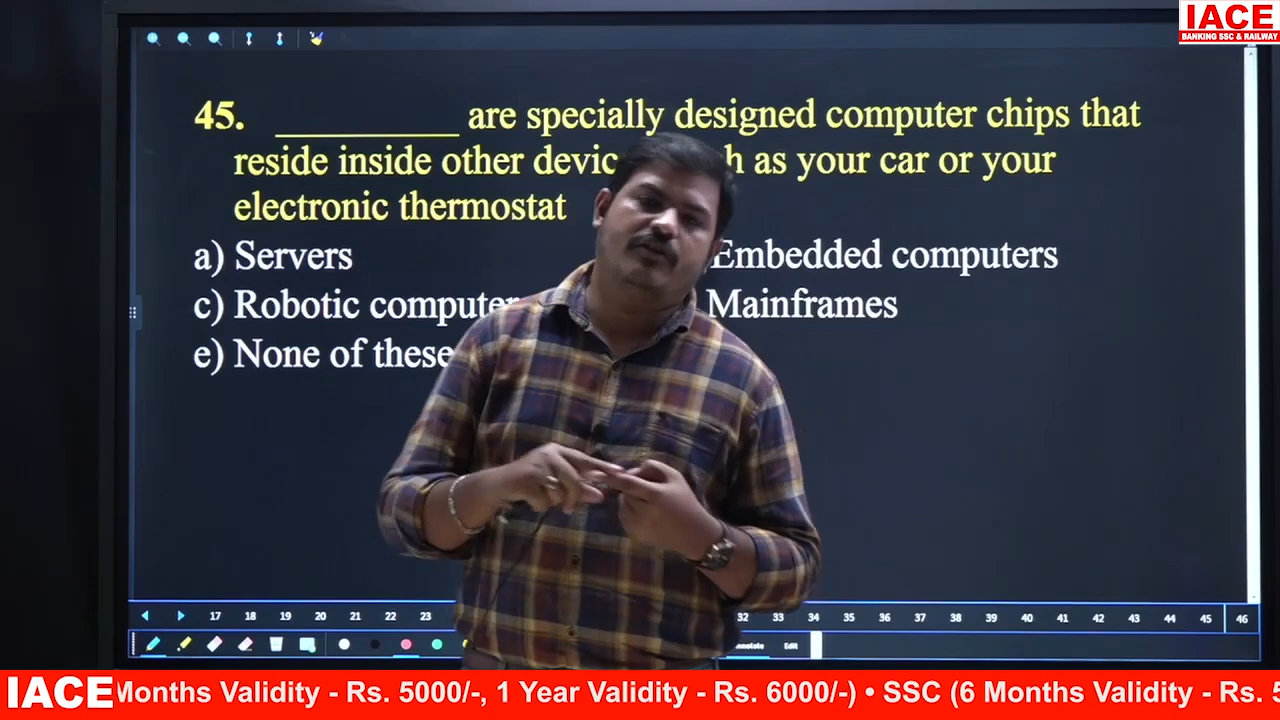 IACE
BANKING SSC & RAILWAY
45. __________ are specially designed computer chips that
reside inside other devic h as your car or your
electronic thermostat
a) Servers Embedded computers
c) Robotic computer Mainframes
e) None of these
17 18 19 20 21 22 23 32 33 34 35 36 37 38 39 40 41 42 43 44 45 46
Annotate Edit
IACE Months Validity - Rs. 5000/-, 1 Year Validity - Rs. 6000/-) • SSC (6 Months Validity - Rs. 5